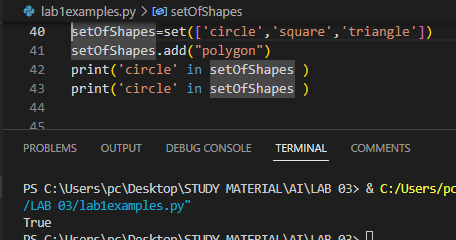 lab1examples.py > setOfShapes
40 setOfShapes=set(['circle','square','triangle'])
41 setOfShapes.add("polygon")
42 print('circle' in setOfShapes )
43 print('circle' in setOfShapes )
44
45
PROBLEMS OUTPUT DEBUG CONSOLE TERMINAL COMMENTS
PS C:\Users\pc\Desktop\STUDY MATERIAL\AI\LAB 03> & C:/Users/pc
/LAB 03/lab1examples.py"
True
PS C:\Users\pc\Desktop\STUDY MATERIAL\AI\LAB 03>